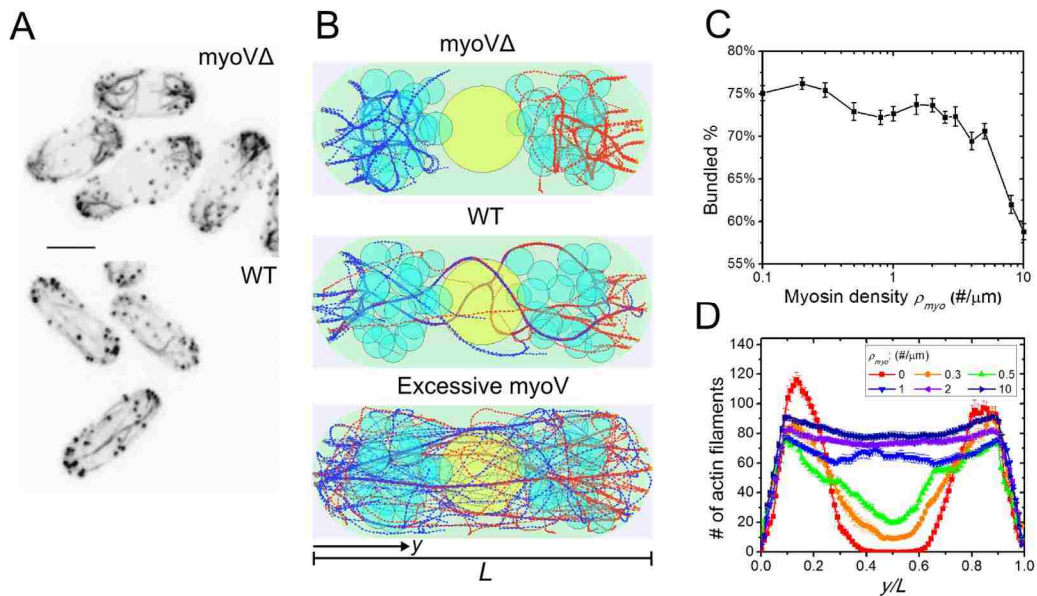 A
myoVΔ
WT
B
myoVΔ
WT
Excessive myoV
y
L
C
80%
75%
70%
65%
60%
55%
Bundled %
0.1
1
10
Myosin density ρmyo (#/μm)
D
140
120
100
80
60
40
20
0
# of actin filaments
ρmyo: (#/μm)
0 0.3 0.5
1 2 10
0.0 0.2 0.4 0.6 0.8 1.0
y/L